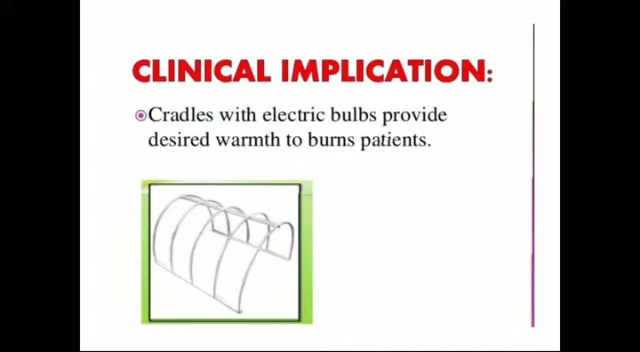 CLINICAL IMPLICATION:
Cradles with electric bulbs provide
desired warmth to burns patients.